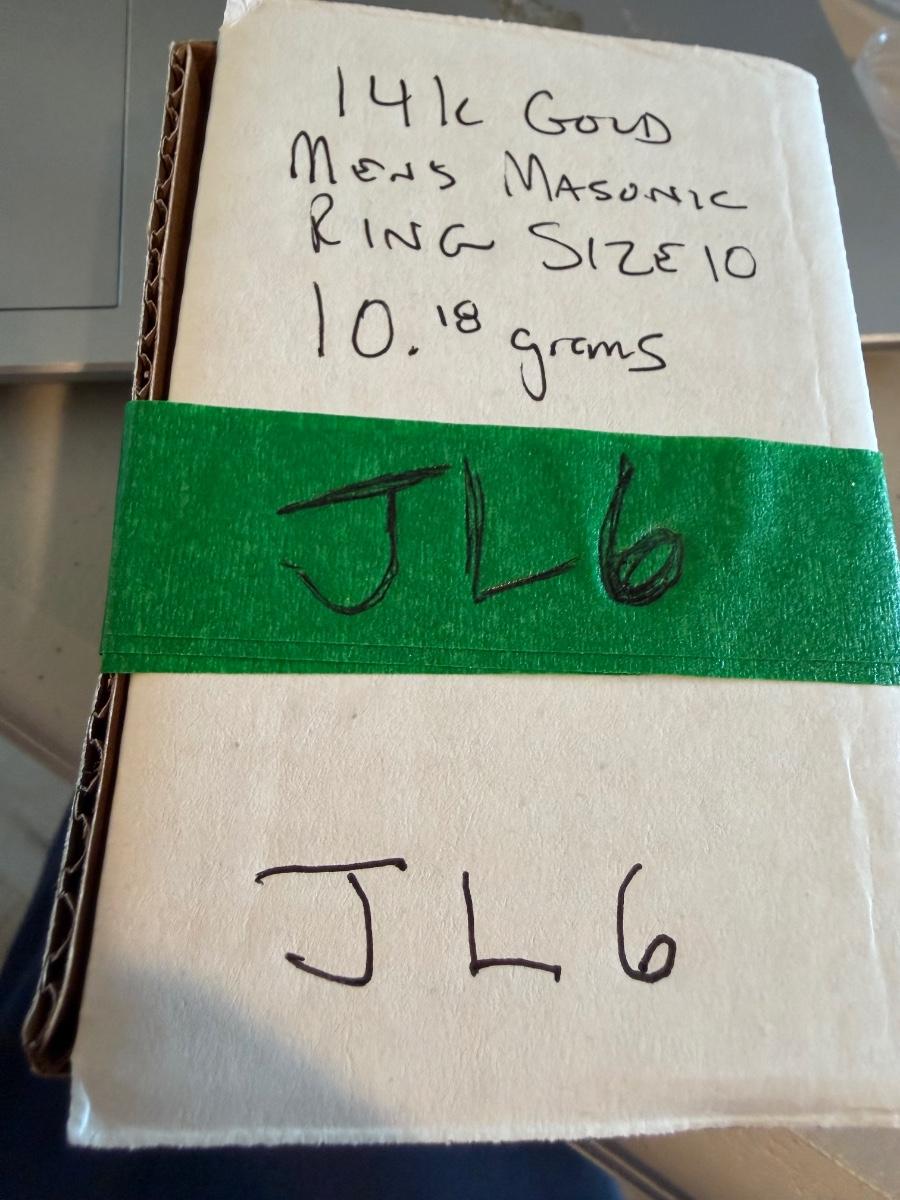 14k GOLD
MENS MASONIC
RING SIZE 10
10.18 grams
JL6
JL6